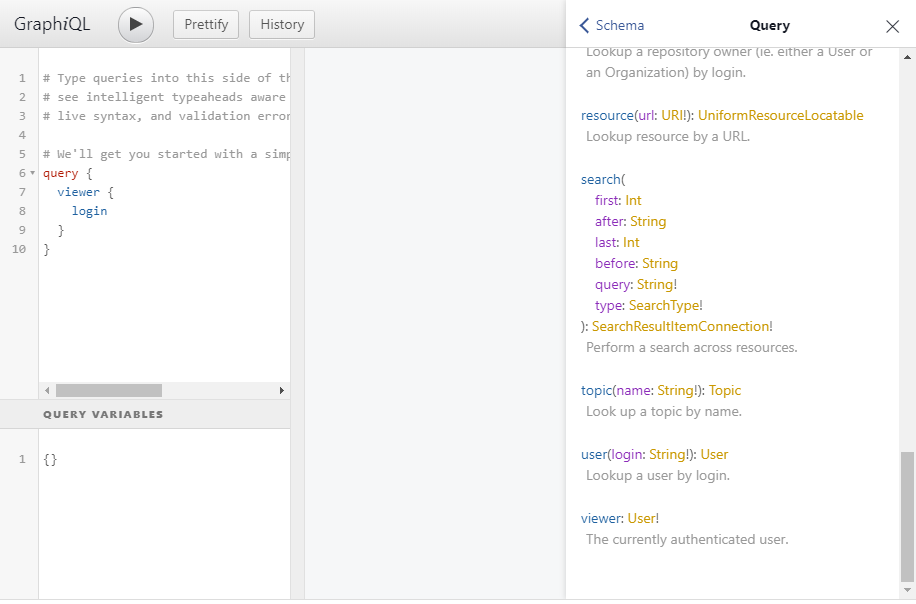 GraphiQL
Prettify
History
1 # Type queries into this side of th
2 # see intelligent typeaheads aware
3 # live syntax, and validation error
4
5 # We'll get you started with a simp
6 query {
7 viewer {
8 login
9 }
10 }
QUERY VARIABLES
1 {}
Schema
Query
Lookup a repository owner (ie. either a User or
an Organization) by login.
resource(url: URI!): UniformResourceLocatable
Lookup resource by a URL.
search(
first: Int
after: String
last: Int
before: String
query: String!
type: SearchType!
): SearchResultItemConnection!
Perform a search across resources.
topic(name: String!): Topic
Look up a topic by name.
user(login: String!): User
Lookup a user by login.
viewer: User!
The currently authenticated user.